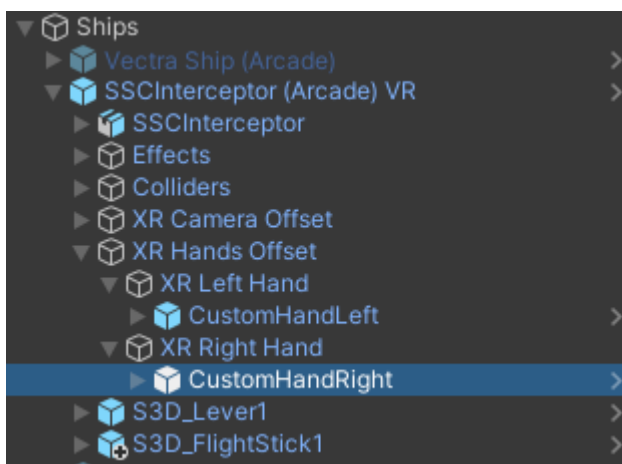 Ships
Vectra Ship (Arcade)
SSCInterceptor (Arcade) VR
SSCInterceptor
Effects
Colliders
XR Camera Offset
XR Hands Offset
XR Left Hand
CustomHandLeft
XR Right Hand
CustomHandRight
S3D_Lever1
S3D_FlightStick1